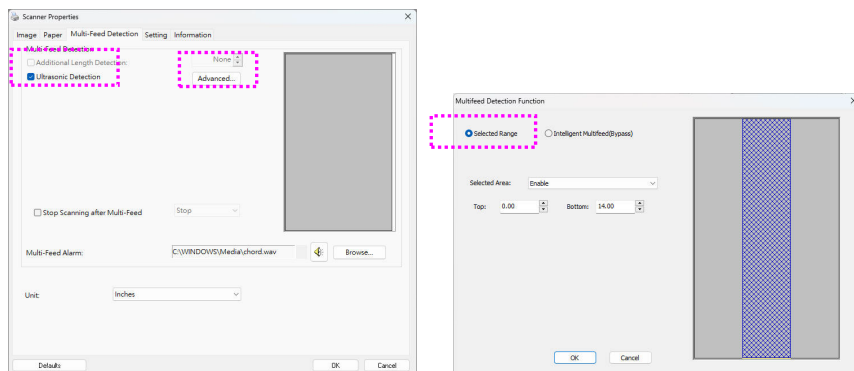 Scanner Properties
Image Paper Multi-Feed Detection Setting Information
Multi-Feed Detection
Additional Length Detection: None
Ultrasonic Detection Advanced...
Stop Scanning after Multi-Feed Stop
Multi-Feed Alarm: C:\WINDOWS\Media\chord.wav Browse...
Unit: Inches
Defaults OK Cancel
Multifeed Detection Function
Selected Range Intelligent Multifeed(Bypass)
Selected Area: Enable
Top: 0.00 Bottom: 14.00
OK Cancel